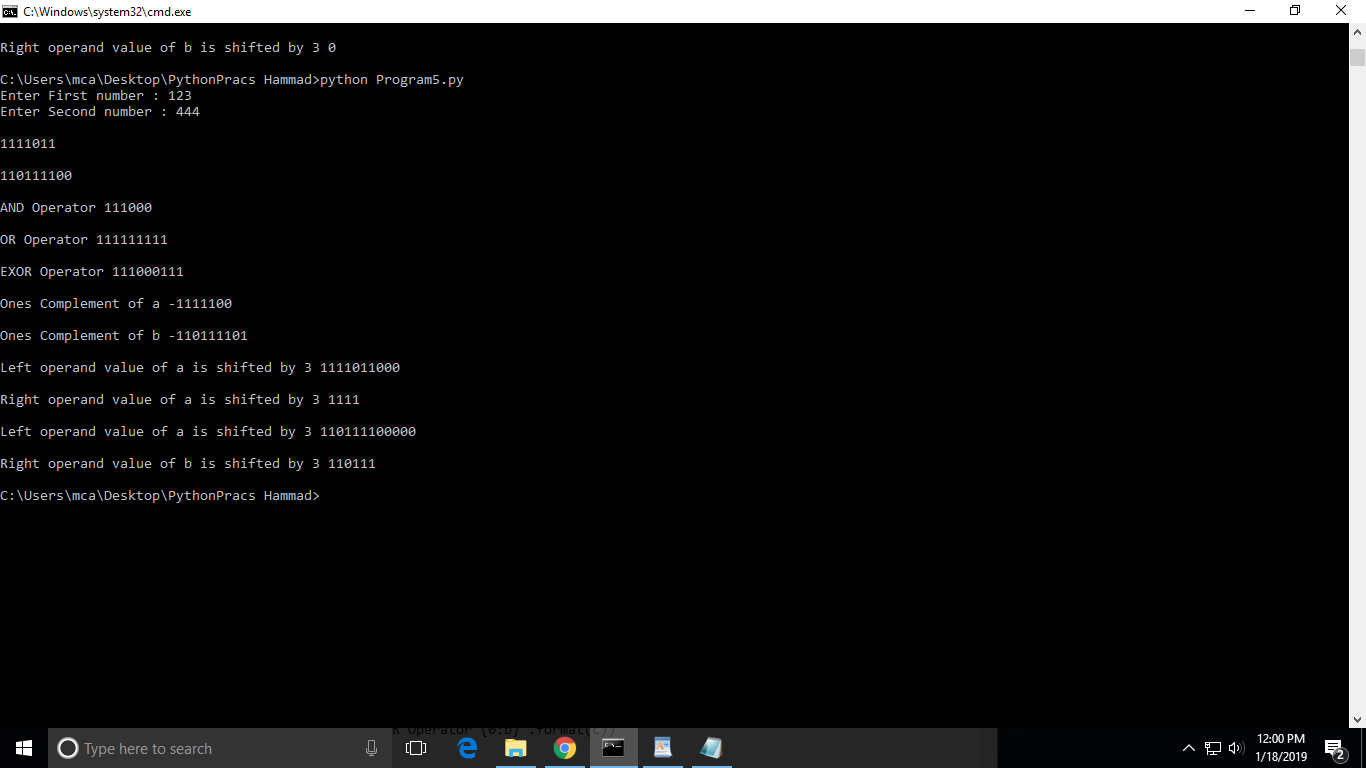 C:\Windows\system32\cmd.exe
Right operand value of b is shifted by 3 0
C:\Users\mca\Desktop\PythonPracs Hammad>python Program5.py
Enter First number : 123
Enter Second number : 444
1111011
110111100
AND Operator 111000
OR Operator 111111111
EXOR Operator 111000111
Ones Complement of a -1111100
Ones Complement of b -110111101
Left operand value of a is shifted by 3 1111011000
Right operand value of a is shifted by 3 1111
Left operand value of a is shifted by 3 110111100000
Right operand value of b is shifted by 3 110111
C:\Users\mca\Desktop\PythonPracs Hammad>
R Operator {0:b}".format(c))
Type here to search
12:00 PM
1/18/2019
2